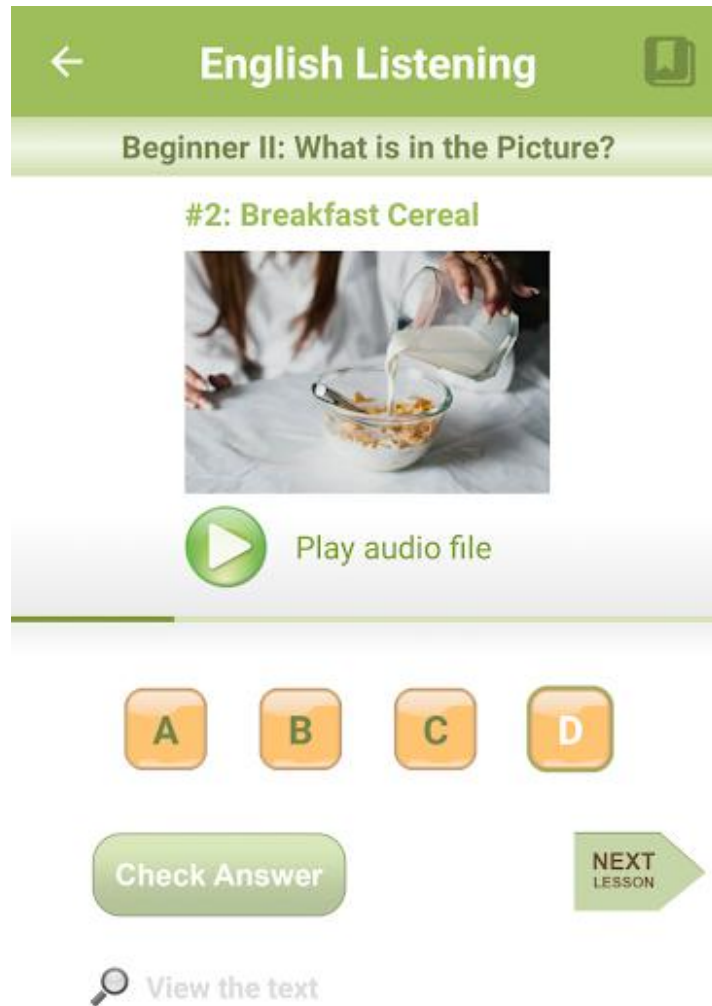 English Listening
Beginner II: What is in the Picture?
#2: Breakfast Cereal
Play audio file
A B C D
Check Answer
NEXT
LESSON
View the text